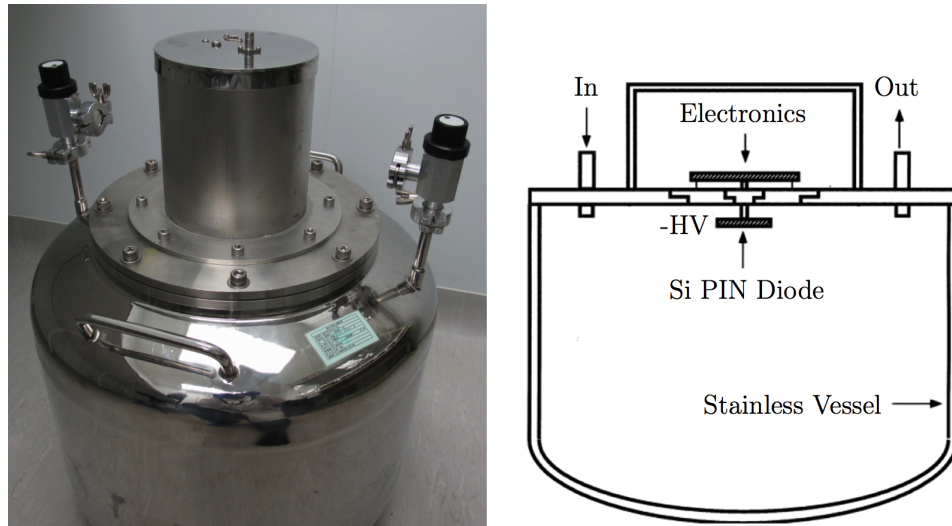 In
Out
Electronics
-HV
Si PIN Diode
Stainless Vessel